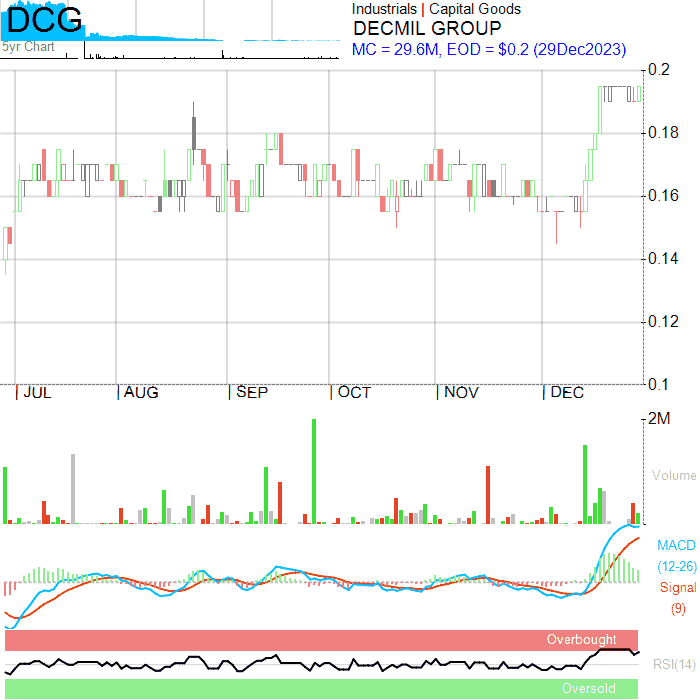 DCG
5yr Chart
Industrials | Capital Goods
DECMIL GROUP
MC = 29.6M, EOD = $0.2 (29Dec2023)
0.2
0.18
0.16
0.14
0.12
0.1
| JUL | AUG | SEP | OCT | NOV | DEC
2M
Volume
MACD
(12-26)
Signal
(9)
Overbought
RSI(14)
Oversold